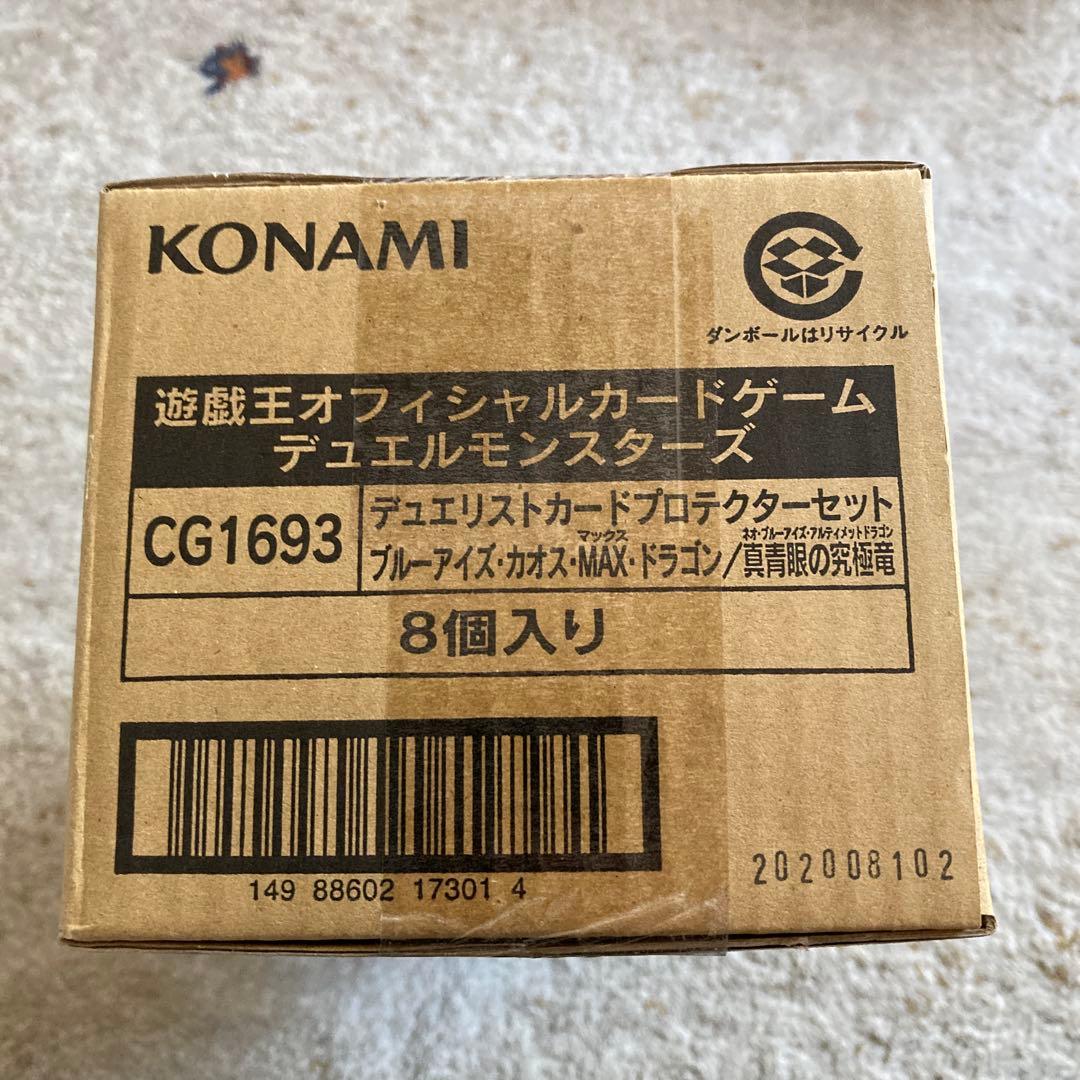 KONAMI
ダンボールはリサイクル
遊戯王オフィシャルカードゲーム
デュエルモンスターズ
CG1693
デュエリストカードプロテクターセット
マックス
ネオ・ブルーアイズ・アルティメットドラゴン
ブルーアイズ・カオス・MAX・ドラゴン/真青眼の究極竜
8個入り
149 88602 17301 4
202008102